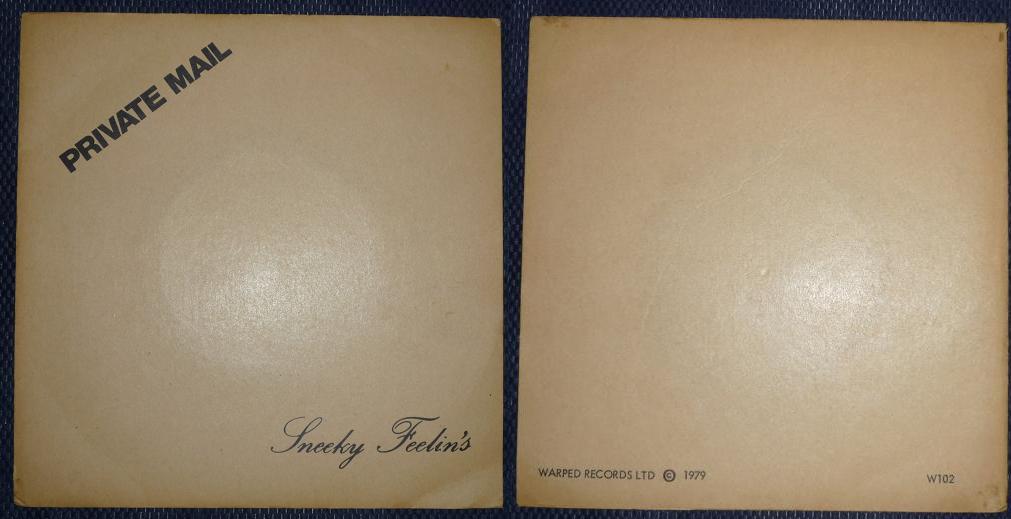 PRIVATE MAIL
Sneeky Feelin's
WARPED RECORDS LTD © 1979
W102